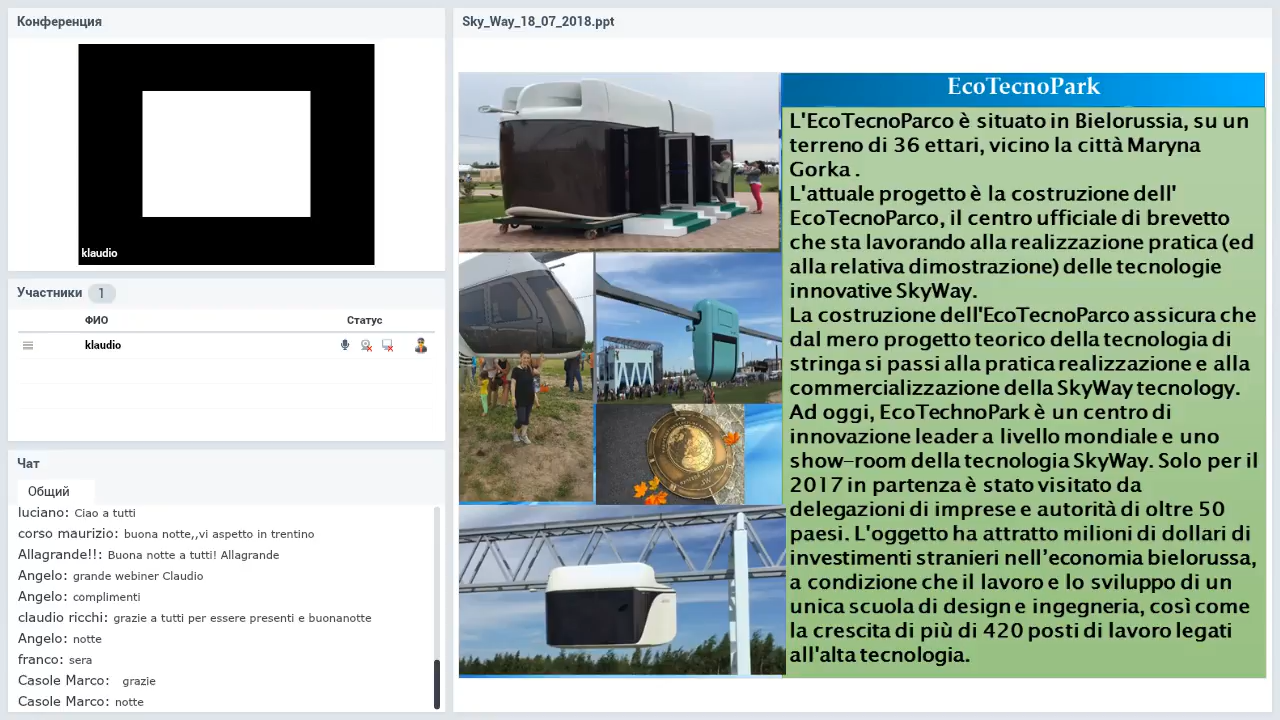 Конференция
klaudio
Участники 1
ФИО Статус
klaudio
Чат
Общий
luciano: Ciao a tutti
corso maurizio: buona notte,,vi aspetto in trentino
Allagrande!!: Buona notte a tutti! Allagrande
Angelo: grande webiner Claudio
Angelo: complimenti
claudio ricchi: grazie a tutti per essere presenti e buonanotte
Angelo: notte
franco: sera
Casole Marco: grazie
Casole Marco: notte
Sky_Way_18_07_2018.ppt
EcoTecnoPark
L'EcoTecnoParco è situato in Bielorussia, su un
terreno di 36 ettari, vicino la città Maryna
Gorka .
L'attuale progetto è la costruzione dell'
EcoTecnoParco, il centro ufficiale di brevetto
che sta lavorando alla realizzazione pratica (ed
alla relativa dimostrazione) delle tecnologie
innovative SkyWay.
La costruzione dell'EcoTecnoParco assicura che
dal mero progetto teorico della tecnologia di
stringa si passi alla pratica realizzazione e alla
commercializzazione della SkyWay tecnology.
Ad oggi, EcoTechnoPark è un centro di
innovazione leader a livello mondiale e uno
show-room della tecnologia SkyWay. Solo per il
2017 in partenza è stato visitato da
delegazioni di imprese e autorità di oltre 50
paesi. L'oggetto ha attratto milioni di dollari di
investimenti stranieri nell’economia bielorussa,
a condizione che il lavoro e lo sviluppo di un
unica scuola di design e ingegneria, così come
la crescita di più di 420 posti di lavoro legati
all'alta tecnologia.